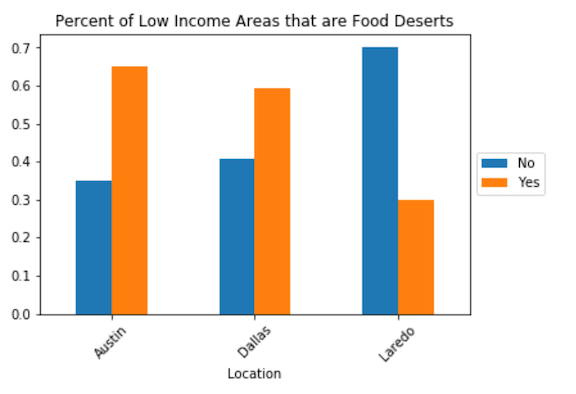 Percent of Low Income Areas that are Food Deserts
0.7
0.6
0.5
0.4
0.3
0.2
0.1
0.0
No
Yes
Austin
Dallas
Laredo
Location